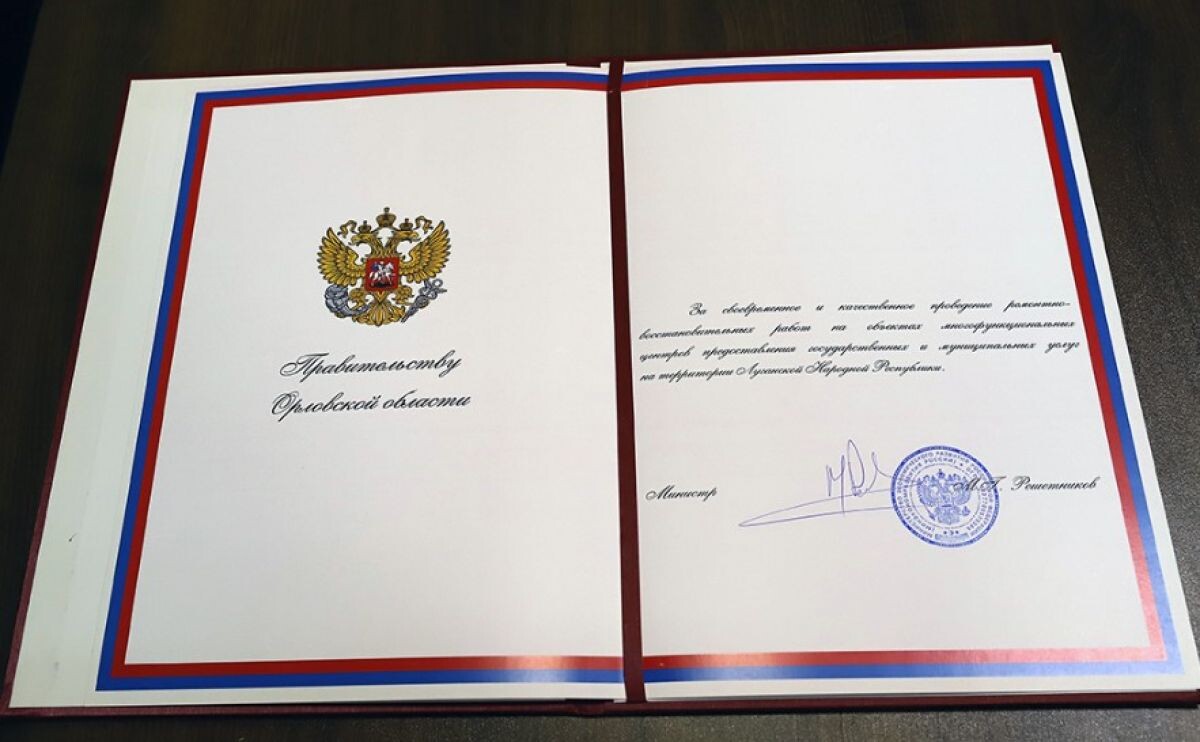 Правительству
Орловской области
За своевременное и качественное проведение ремонтно-
восстановительных работ на объектах многофункциональных
центров предоставления государственных и муниципальных услуг
на территории Луганской Народной Республики.
Министр
М.Г. Решетников